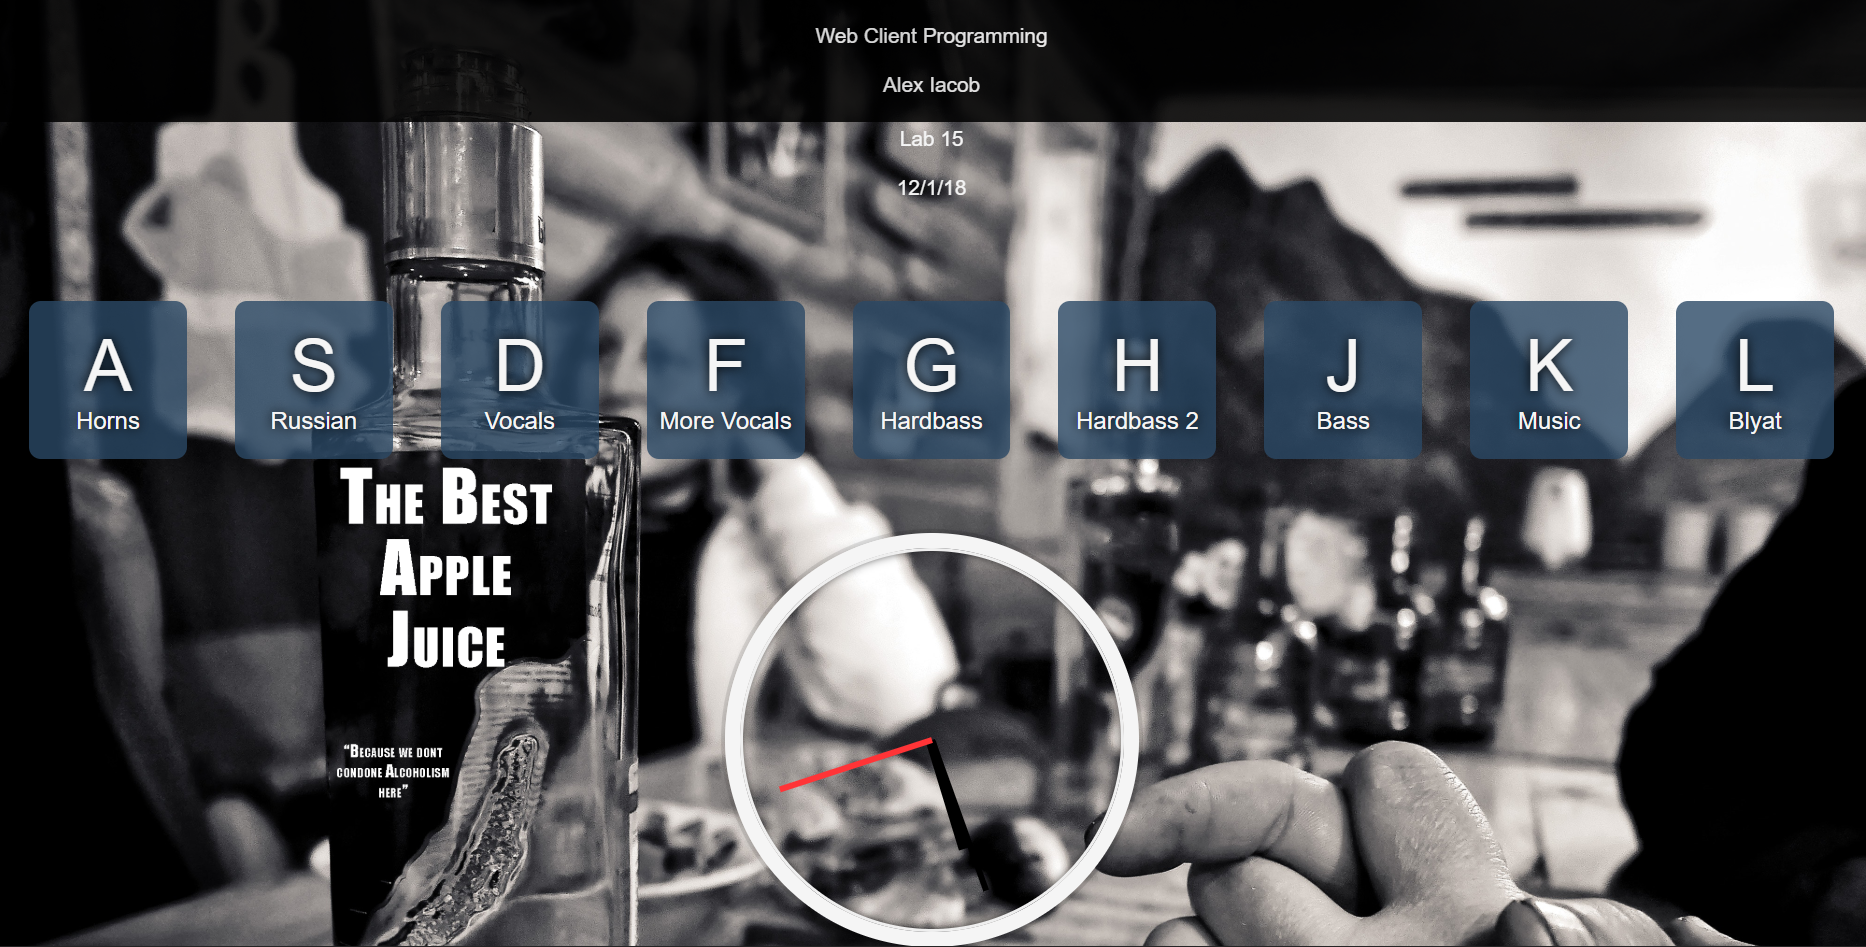 Web Client Programming
Alex Iacob
Lab 15
12/1/18
A
Horns
S
Russian
D
Vocals
F
More Vocals
G
Hardbass
H
Hardbass 2
J
Bass
K
Music
L
Blyat
The Best
Apple
Juice
“Because we dont
condone Alcoholism
here”